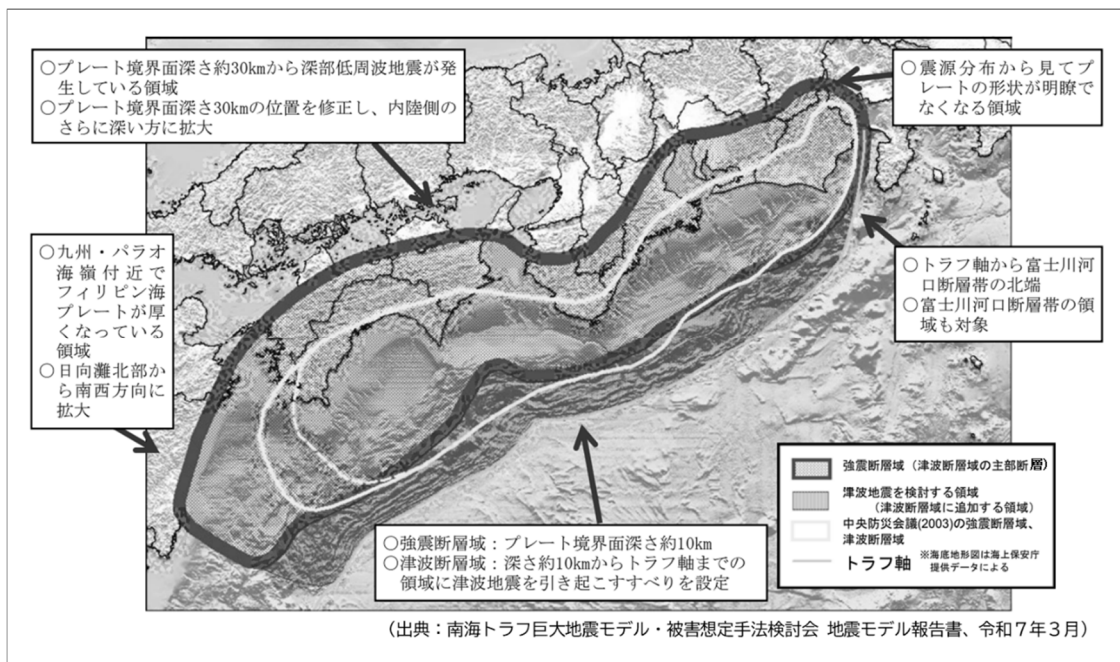 ○プレート境界面深さ約30kmから深部低周波地震が発
生している領域
○プレート境界面深さ30kmの位置を修正し、内陸側の
さらに深い方に拡大
○震源分布から見てプ
レートの形状が明瞭で
なくなる領域
○九州・パラオ
海嶺付近で
フィリピン海
プレートが厚
くなっている
領域
○日向灘北部か
ら南西方向に
拡大
○トラフ軸から富士川河
口断層帯の北端
○富士川河口断層帯の領
域も対象
○強震断層域：プレート境界面深さ約10km
○津波断層域：深さ約10kmからトラフ軸までの
領域に津波地震を引き起こすすべりを設定
強震断層域（津波断層域の主部断層）
津波地震を検討する領域
（津波断層域に追加する領域）
中央防災会議(2003)の強震断層域、
津波断層域
トラフ軸 ※海底地形図は海上保安庁
提供データによる
（出典：南海トラフ巨大地震モデル・被害想定手法検討会 地震モデル報告書、令和７年３月）